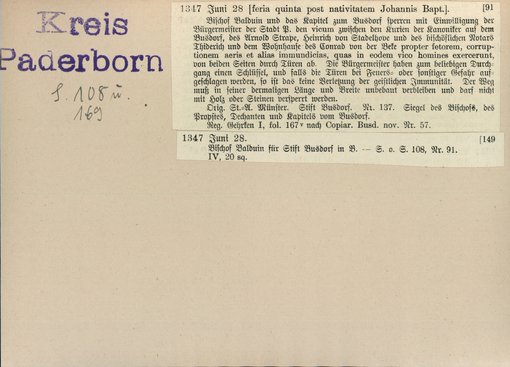 Kreis
Paderborn
S. 108 u.
169
1347 Juni 28 [feria quinta post nativitatem Johannis Bapt.]. [91
Bischof Balduin und das Kapitel zum Busdorf sperren mit Einwilligung der
Bürgermeister der Stadt P. den vicum zwischen den Kurien der Kanoniker auf dem
Busdorf, des Arnold Strape, Heinrich von Stadelhove und des bischöflichen Notars
Thiderich und dem Wohnhause des Conrad von der Beke propter fetorem, corrup-
tionem aeris et alias immundicias, quas in eodem vico homines exercerunt,
von beiden Seiten durch Türen ab. Die Bürgermeister haben zum beliebigen Durch-
gang einen Schlüssel, und falls die Türen bei Feuers- oder sonstiger Gefahr auf-
geschlagen werden, so ist das keine Verletzung der geistlichen Immunität. Der Weg
muß in seiner dermaligen Länge und Breite unbebaut verbleiben und darf nicht
mit Holz oder Steinen versperrt werden.
Orig. St.-A. Münster. Stift Busdorf. Nr. 137. Siegel des Bischofs, des
Propstes, Dechanten und Kapitels vom Busdorf.
Reg. Gehrken I, fol. 167v nach Copiar. Busd. nov. Nr. 57.
1347 Juni 28. [149
Bischof Balduin für Stift Busdorf in B. — S. o. S. 108, Nr. 91.
IV, 20 sq.